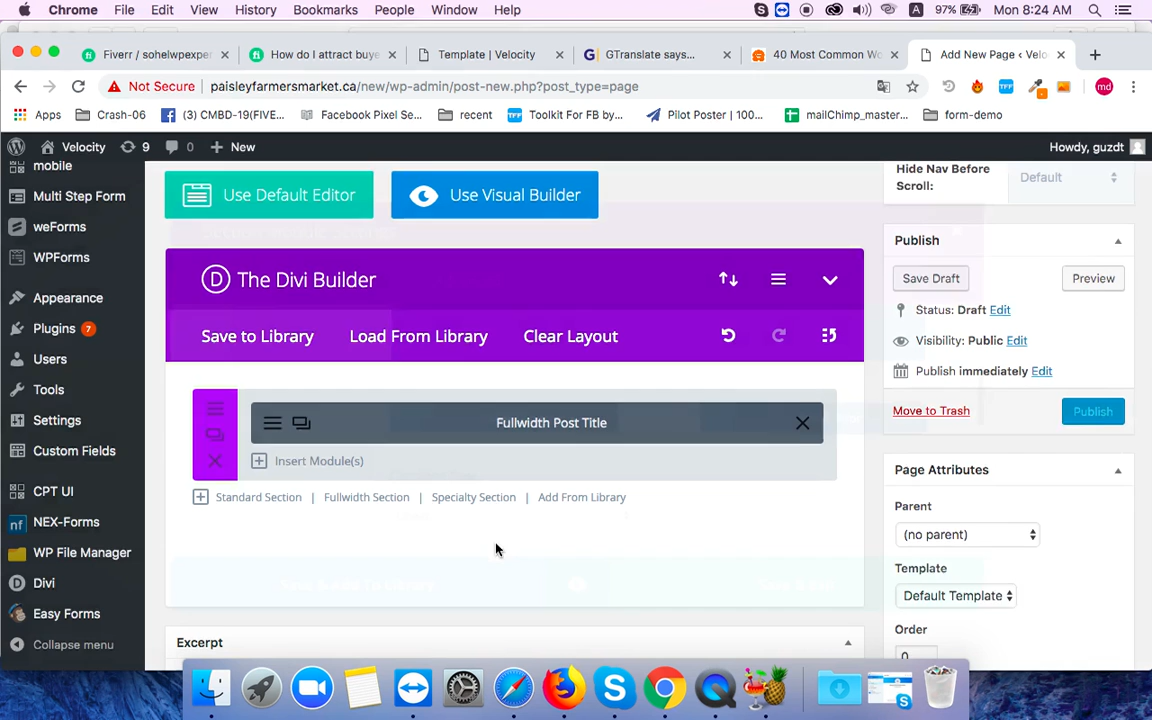 Chrome File Edit View History Bookmarks People Window Help A 97% Mon 8:24 AM
Fiverr / sohelwpexper How do I attract buye Template | Velocity GTranslate says... 40 Most Common Wo Add New Page ‹ Velo
Not Secure paisleyfarmersmarket.ca/new/wp-admin/post-new.php?post_type=page TFF md
Apps Crash-06 (3) CMBD-19(FIVE... Facebook Pixel Se... recent TFF Toolkit For FB by... Pilot Poster | 100... mailChimp_master... form-demo
Velocity 9 0 New Howdy, guzdt
mobile
Multi Step Form
weForms
WPForms
Appearance
Plugins 7
Users
Tools
Settings
Custom Fields
CPT UI
nf NEX-Forms
WP File Manager
Divi
Easy Forms
Collapse menu
Use Default Editor Use Visual Builder
D The Divi Builder
Save to Library Load From Library Clear Layout
Fullwidth Post Title
Insert Module(s)
Standard Section | Fullwidth Section | Specialty Section | Add From Library
Excerpt
Hide Nav Before
Scroll:
Default
Publish
Save Draft Preview
Status: Draft Edit
Visibility: Public Edit
Publish immediately Edit
Move to Trash Publish
Page Attributes
Parent
(no parent)
Template
Default Template
Order
0